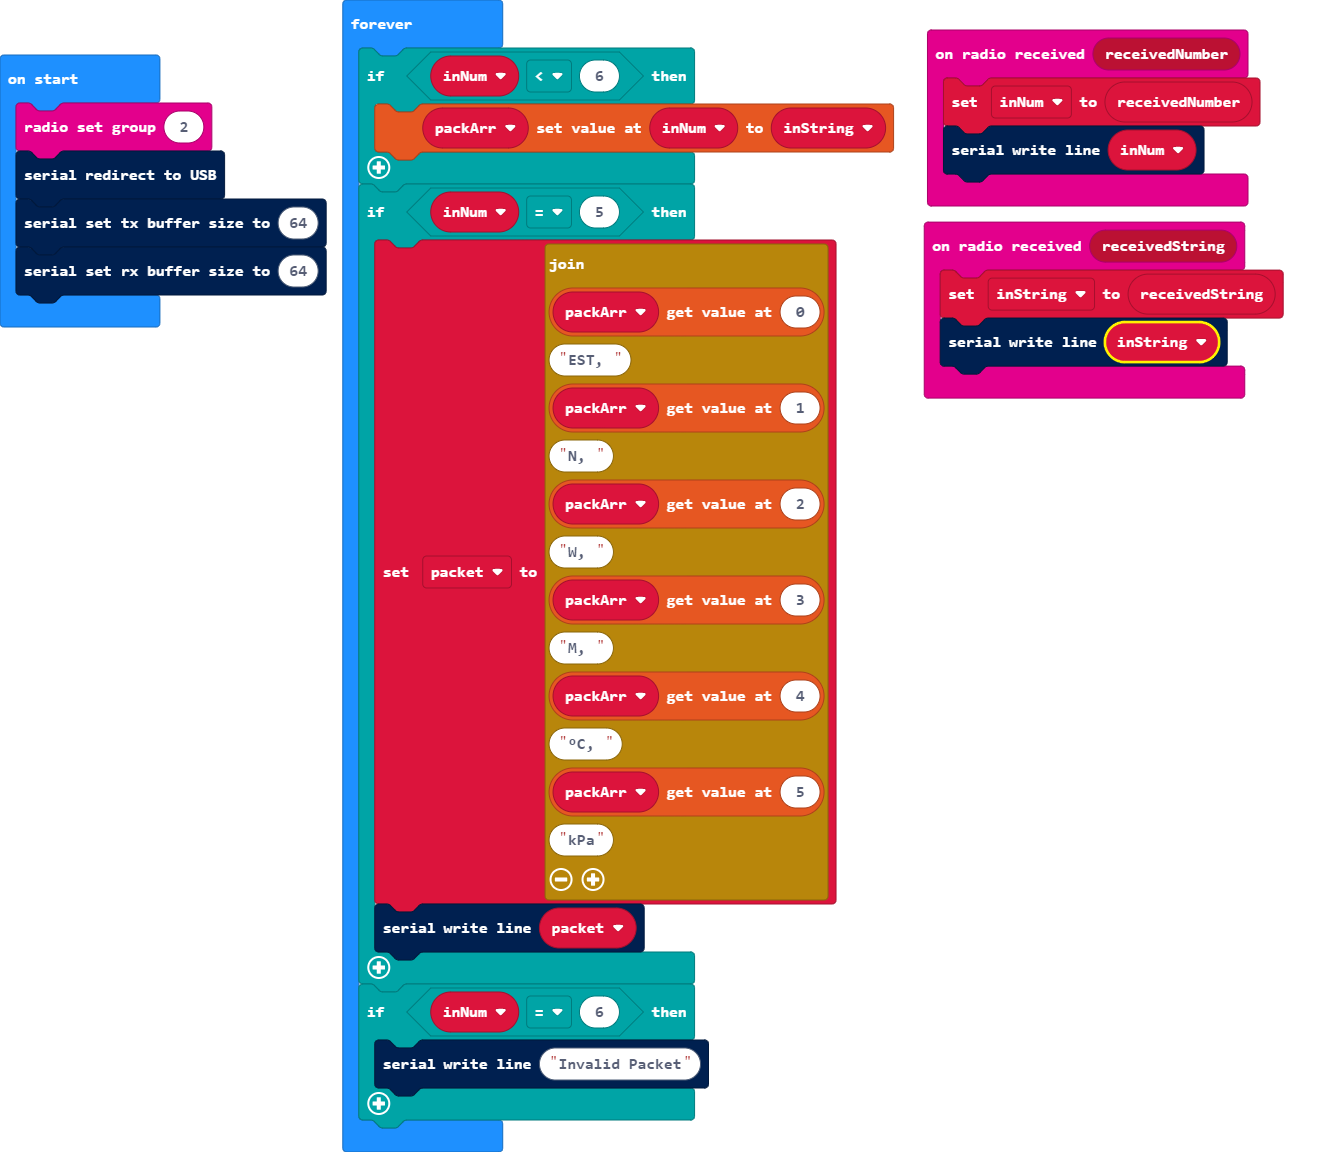 on start
radio set group 2
serial redirect to USB
serial set tx buffer size to 64
serial set rx buffer size to 64
forever
if inNum < 6 then
packArr set value at inNum to inString
if inNum = 5 then
set packet to
join
packArr get value at 0
"EST, "
packArr get value at 1
"N, "
packArr get value at 2
"W, "
packArr get value at 3
"M, "
packArr get value at 4
"ºC, "
packArr get value at 5
"kPa"
serial write line packet
if inNum = 6 then
serial write line "Invalid Packet"
on radio received receivedNumber
set inNum to receivedNumber
serial write line inNum
on radio received receivedString
set inString to receivedString
serial write line inString